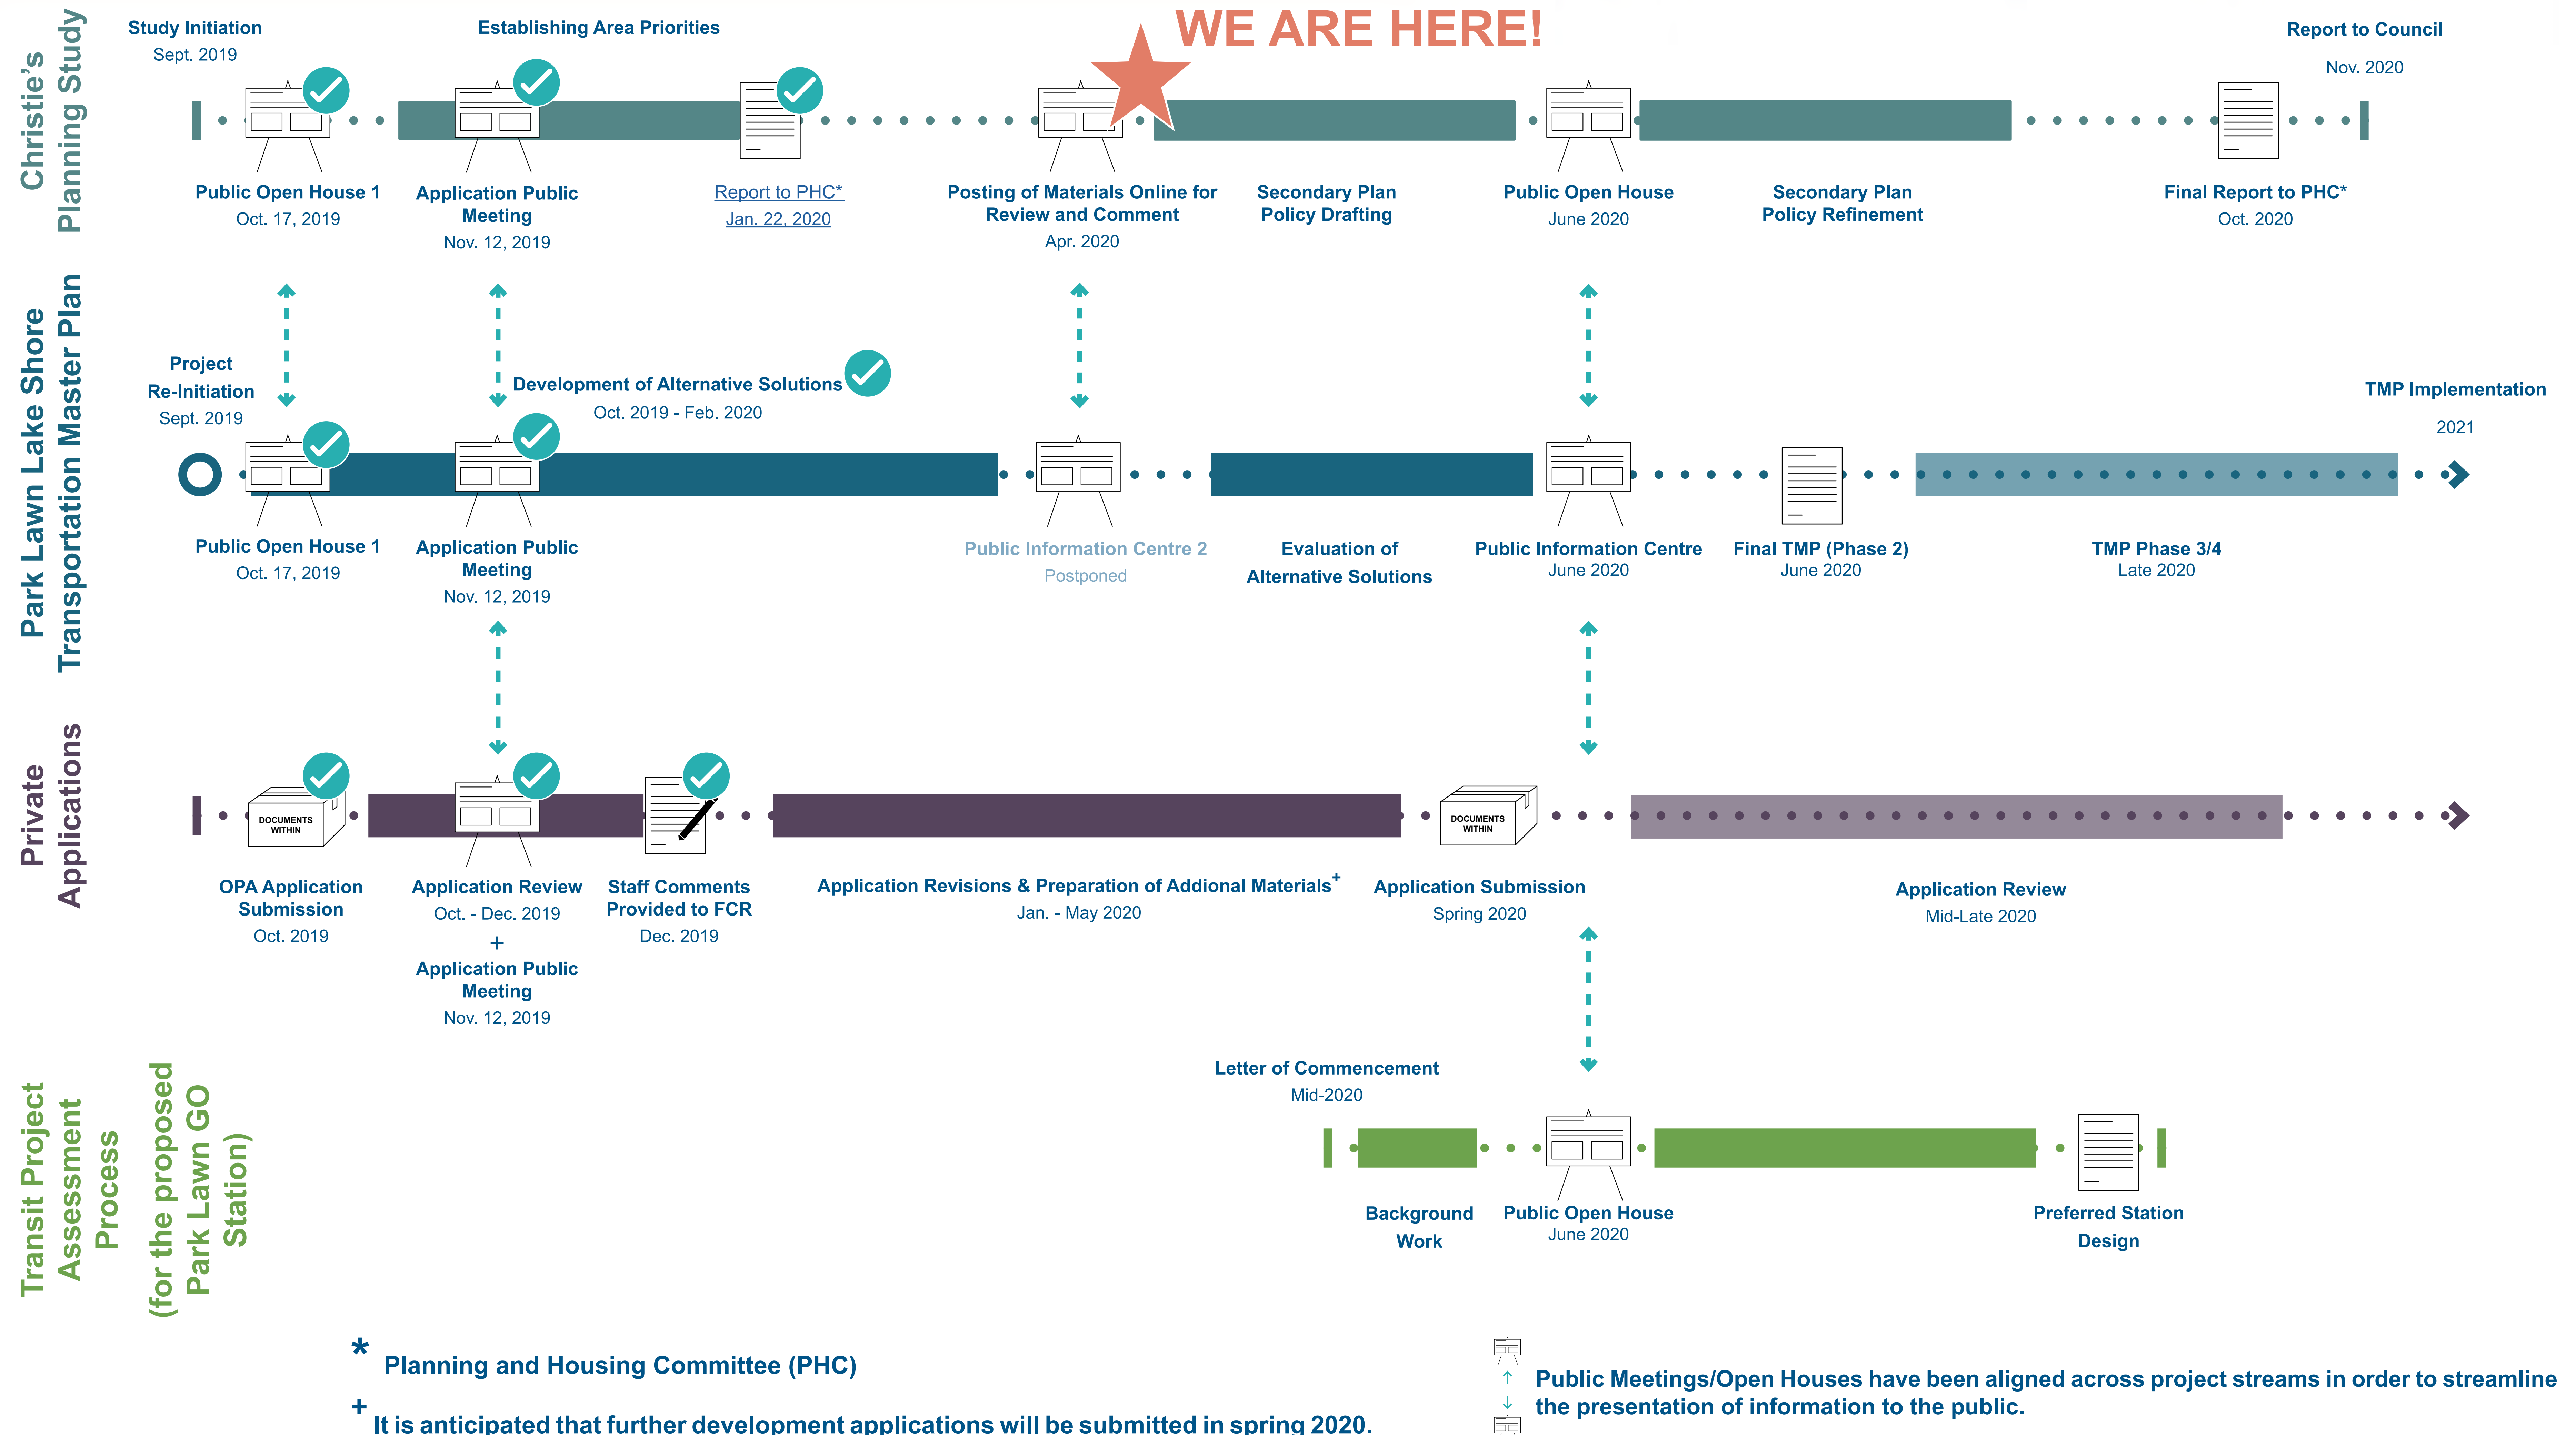 Christie's
Planning Study
Study Initiation
Sept. 2019
Establishing Area Priorities
WE ARE HERE!
Report to Council
Nov. 2020
Public Open House 1
Oct. 17, 2019
Application Public
Meeting
Nov. 12, 2019
Report to PHC*
Jan. 22, 2020
Posting of Materials Online for
Review and Comment
Apr. 2020
Secondary Plan
Policy Drafting
Public Open House
June 2020
Secondary Plan
Policy Refinement
Final Report to PHC*
Oct. 2020
Park Lawn Lake Shore
Transportation Master Plan
Project
Re-Initiation
Sept. 2019
Development of Alternative Solutions
Oct. 2019 - Feb. 2020
TMP Implementation
2021
Public Open House 1
Oct. 17, 2019
Application Public
Meeting
Nov. 12, 2019
Public Information Centre 2
Postponed
Evaluation of
Alternative Solutions
Public Information Centre
June 2020
Final TMP (Phase 2)
June 2020
TMP Phase 3/4
Late 2020
Private
Applications
DOCUMENTS
WITHIN
DOCUMENTS
WITHIN
OPA Application
Submission
Oct. 2019
Application Review
Oct. - Dec. 2019
+
Application Public
Meeting
Nov. 12, 2019
Staff Comments
Provided to FCR
Dec. 2019
Application Revisions & Preparation of Addional Materials+
Jan. - May 2020
Application Submission
Spring 2020
Application Review
Mid-Late 2020
Transit Project
Assessment
Process
(for the proposed
Park Lawn GO
Station)
Letter of Commencement
Mid-2020
Background
Work
Public Open House
June 2020
Preferred Station
Design
* Planning and Housing Committee (PHC)
+ It is anticipated that further development applications will be submitted in spring 2020.
Public Meetings/Open Houses have been aligned across project streams in order to streamline
the presentation of information to the public.